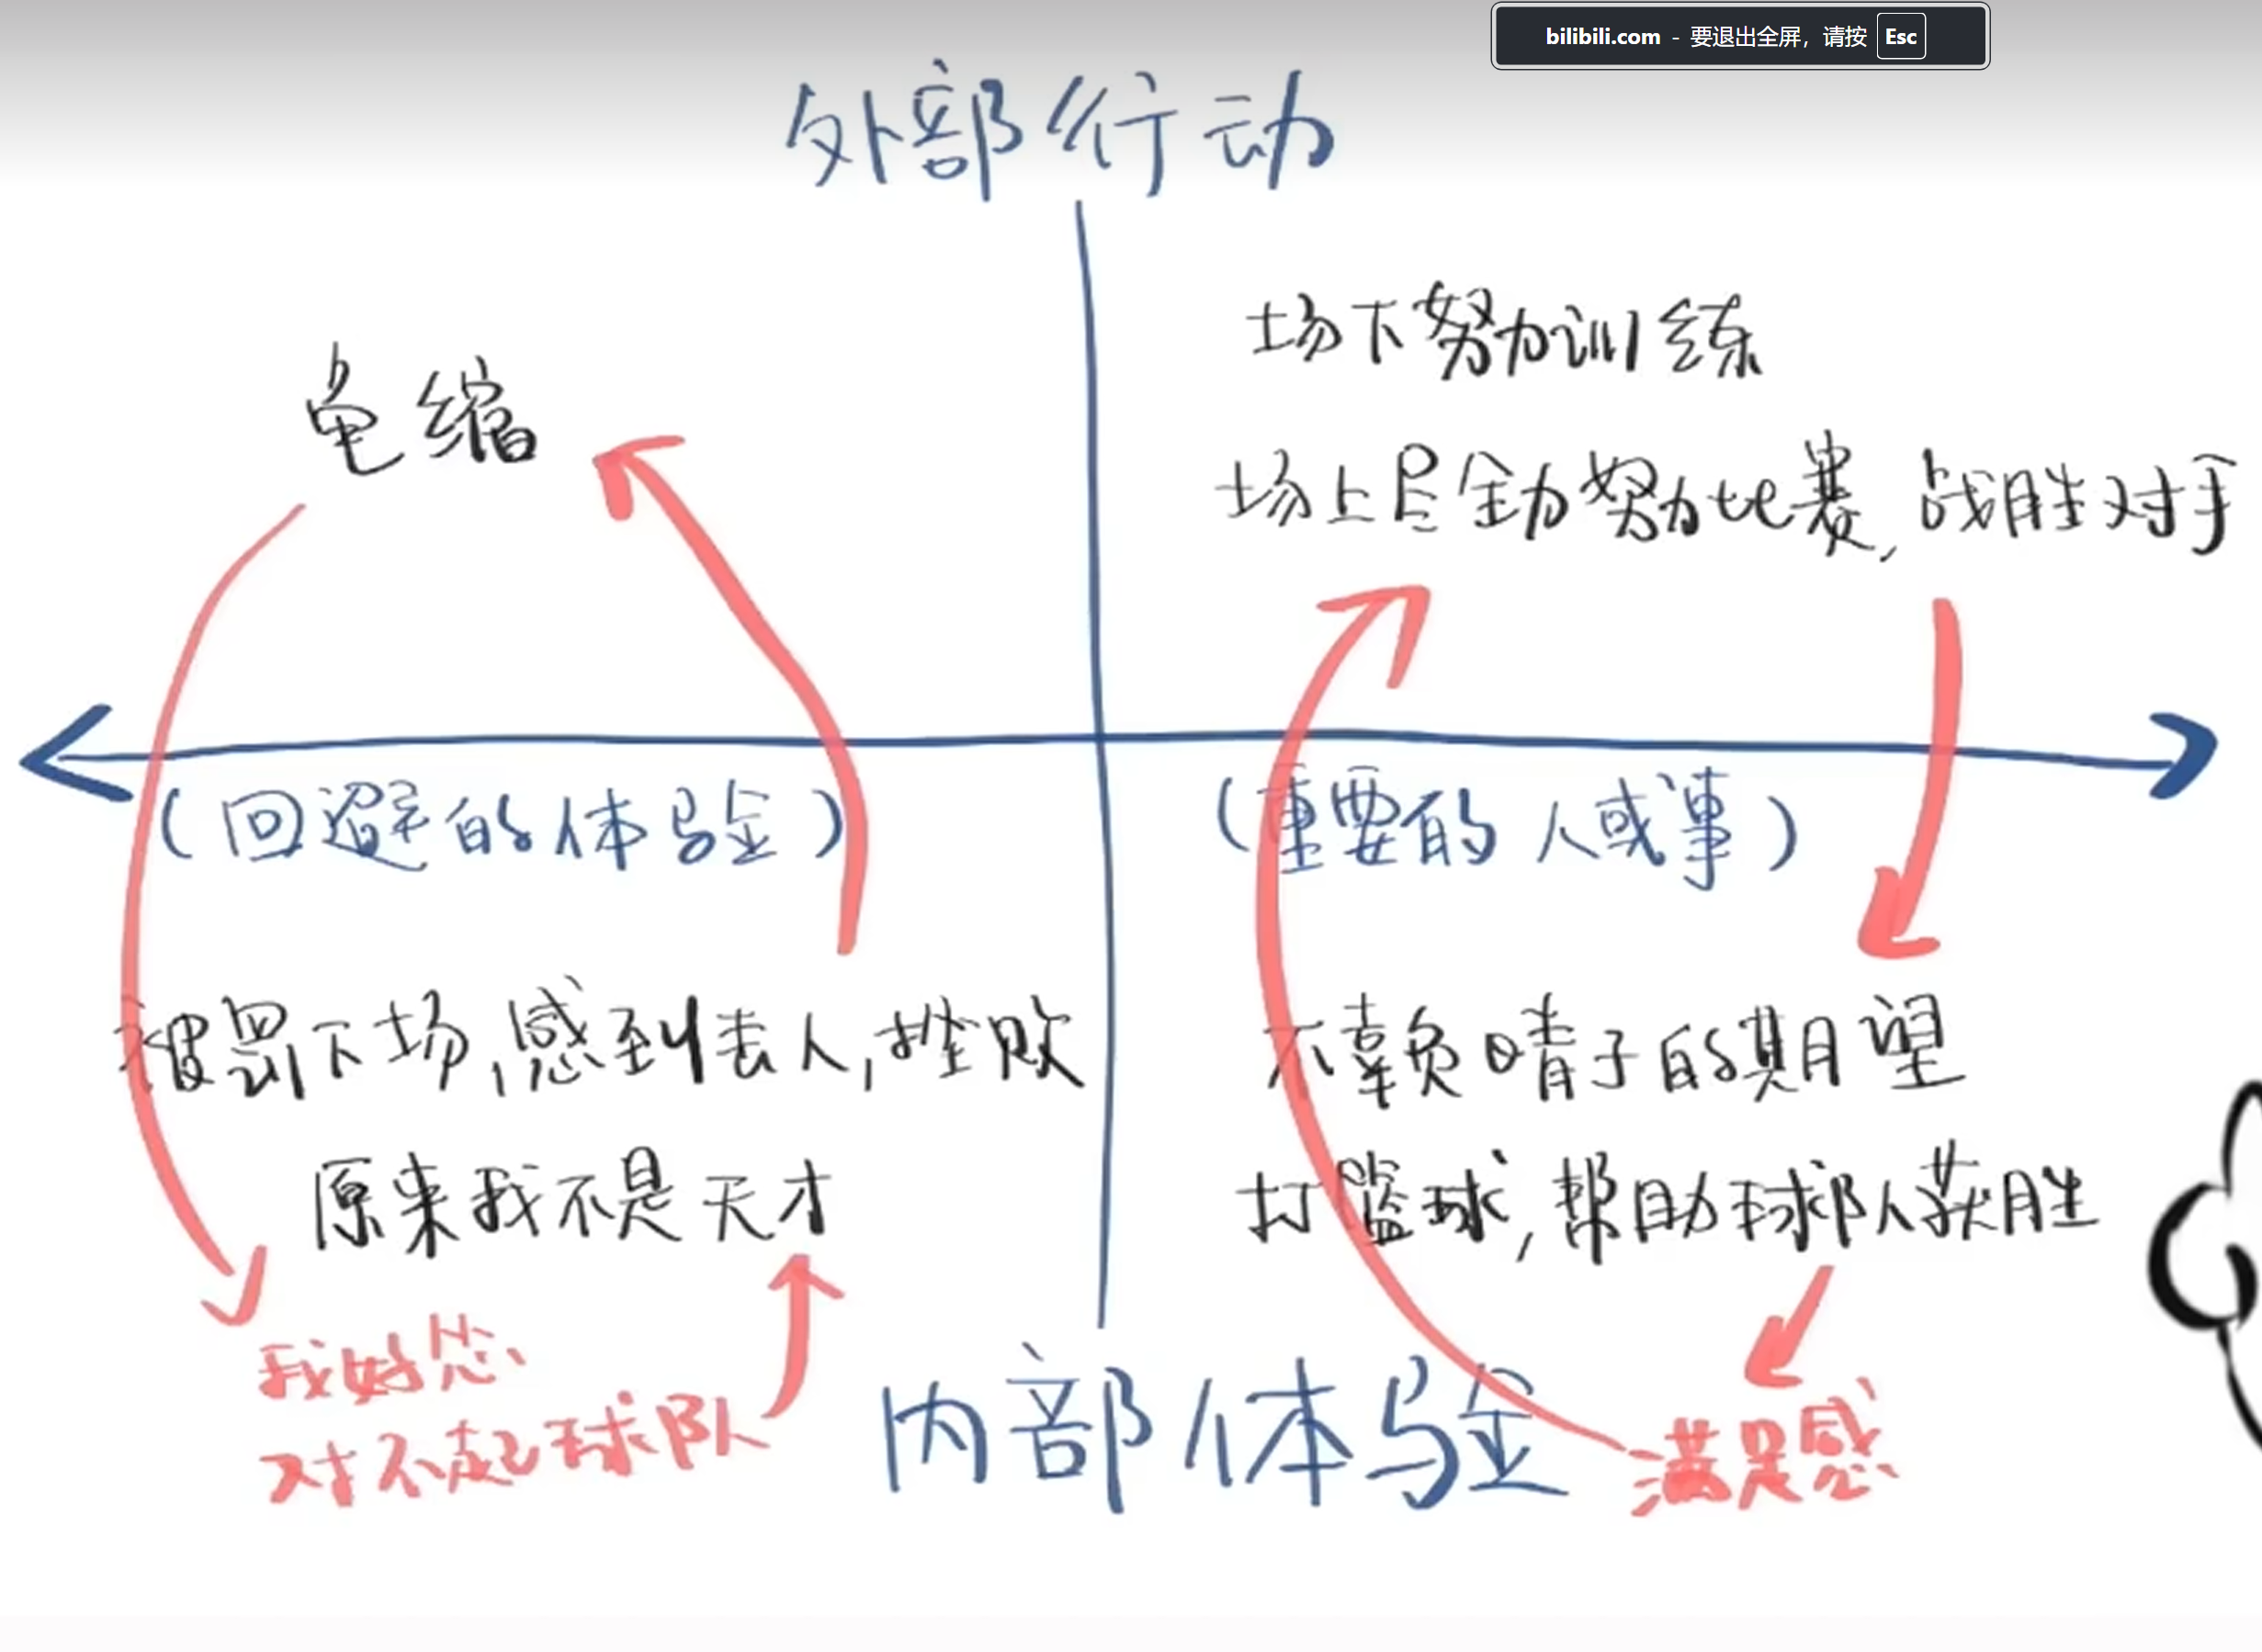 bilibili.com - 要退出全屏，请按 Esc
外部行动
龟缩
场下努力训练
场上尽全力努力比赛,战胜对手
(回避的体验)
(重要的人或事)
被罚下场,感到丢人,挫败
原来我不是天才
不辜负晴子的期望
打篮球,帮助球队获胜
我好怂
对不起球队
内部体验
满足感